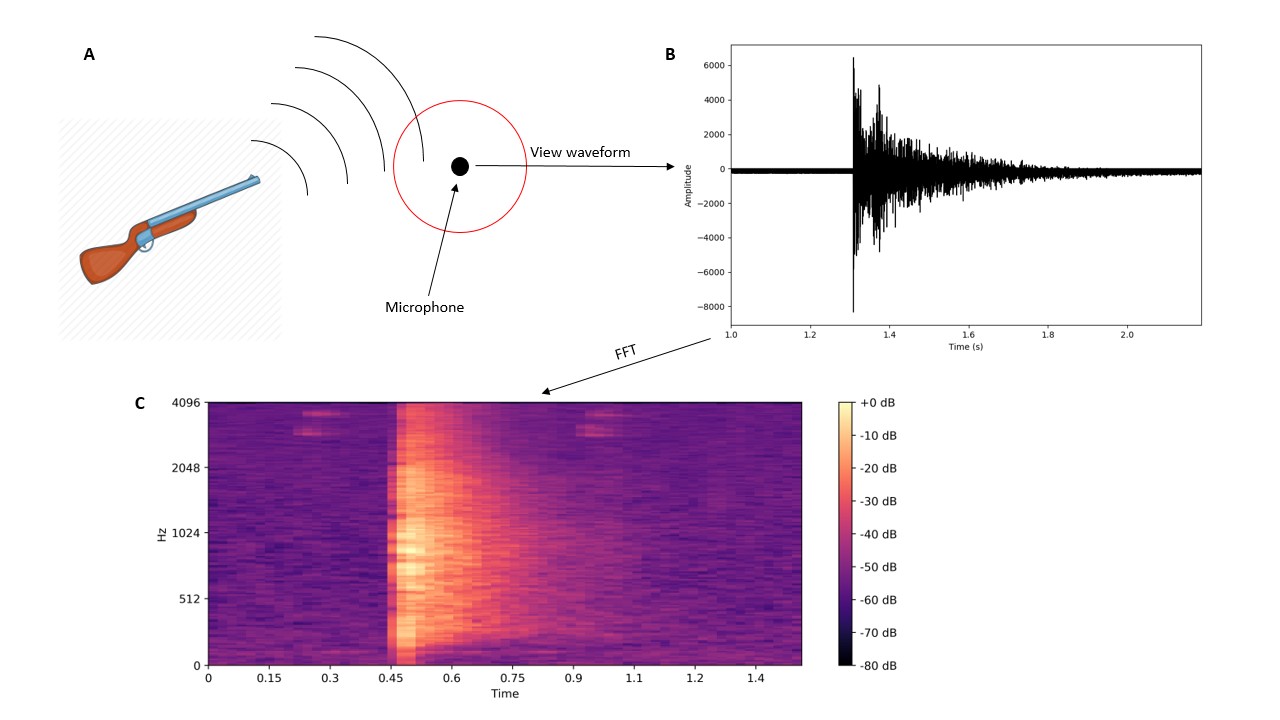 A
B
View waveform
Microphone
6000
4000
2000
0
−2000
−4000
−6000
−8000
Amplitude
1.0
1.2
1.4
1.6
1.8
2.0
Time (s)
FFT
C
4096
2048
1024
512
0
Hz
0
0.15
0.3
0.45
0.6
0.75
0.9
1.1
1.2
1.4
Time
+0 dB
-10 dB
-20 dB
-30 dB
-40 dB
-50 dB
-60 dB
-70 dB
-80 dB